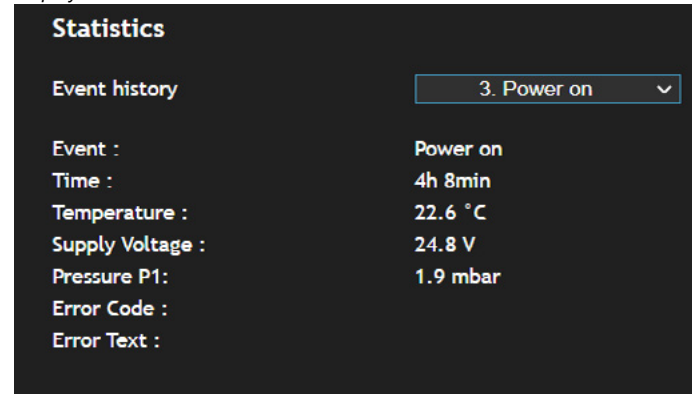 Statistics
Event history 3. Power on
Event : Power on
Time : 4h 8min
Temperature : 22.6 °C
Supply Voltage : 24.8 V
Pressure P1: 1.9 mbar
Error Code :
Error Text :